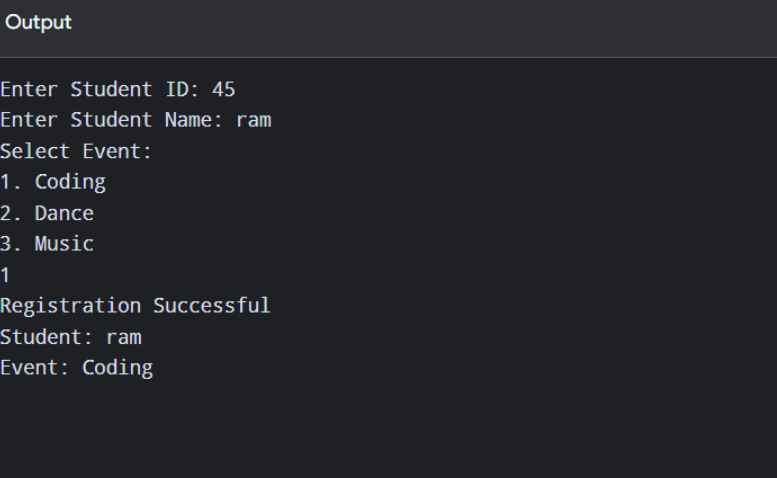 Output
Enter Student ID: 45
Enter Student Name: ram
Select Event:
1. Coding
2. Dance
3. Music
1
Registration Successful
Student: ram
Event: Coding